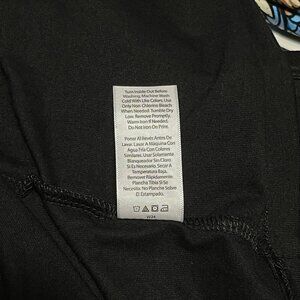 Turn Inside Out Before
Washing, Machine Wash
Cold With Like Colors. Use
Only Non-Chlorine Bleach
When Needed. Tumble Dry
Low. Remove Promptly.
Warm Iron If Needed.
Do Not Iron On Print.
Poner Al Revés Antes De
Lavar. Lavar A Máquina Con
Agua Fría Con Colores
Similares. Usar Solamente
Blanqueador Sin Cloro
Si Es Necesario. Secar A
Temperatura Baja.
Remover Rápidamente.
Plancha Tibia Si Se
Necesita. No Planchar Sobre
El Estampado.